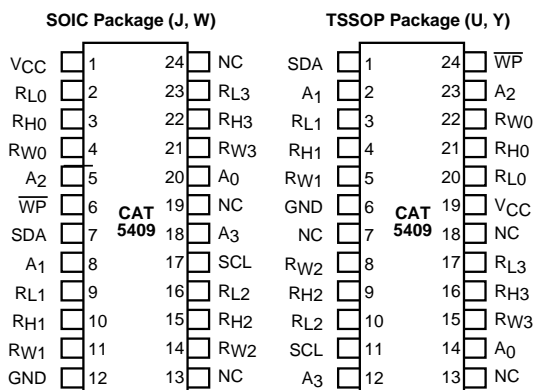 SOIC Package (J, W)
VCC 1 24 NC
RL0 2 23 RL3
RH0 3 22 RH3
RW0 4 21 RW3
A2 5 20 A0
WP 6 19 NC
SDA 7 18 A3
A1 8 17 SCL
RL1 9 16 RL2
RH1 10 15 RH2
RW1 11 14 RW2
GND 12 13 NC
CAT
5409
TSSOP Package (U, Y)
SDA 1 24 WP
A1 2 23 A2
RL1 3 22 RW0
RH1 4 21 RH0
RW1 5 20 RL0
GND 6 19 VCC
NC 7 18 NC
RW2 8 17 RL3
RH2 9 16 RH3
RL2 10 15 RW3
SCL 11 14 A0
A3 12 13 NC
CAT
5409